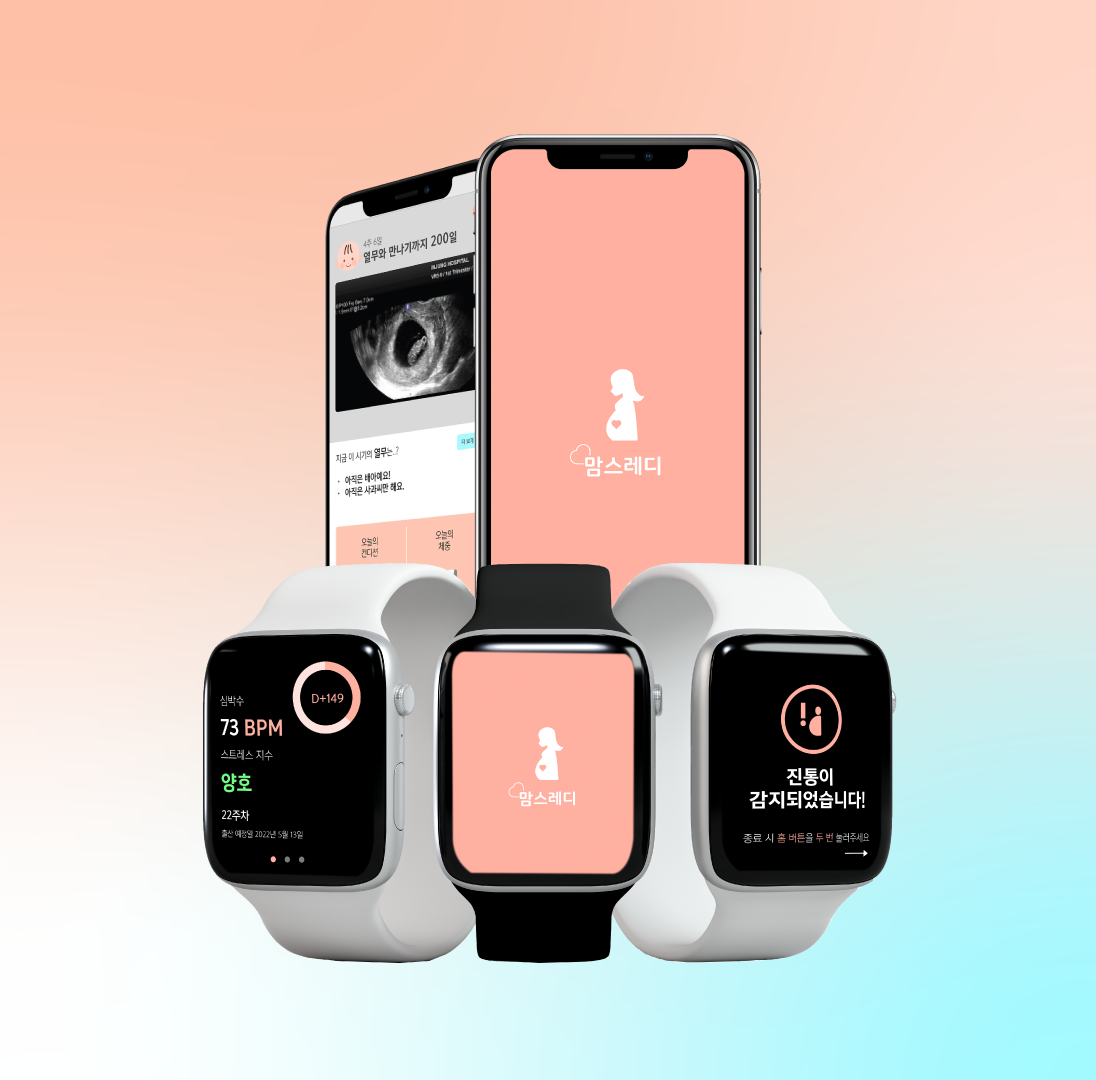 4주 6일
열무와 만나기까지 200일
지금 이 시기의 열무는..?
· 아직은 배아예요!
· 아직은 사과씨만 해요.
오늘의
컨디션
오늘의
체중
맘스레디
심박수
73 BPM
스트레스 지수
양호
22주차
출산 예정일 2022년 5월 13일
D+149
맘스레디
진통이
감지되었습니다!
종료 시 홈 버튼을 두 번 눌러주세요